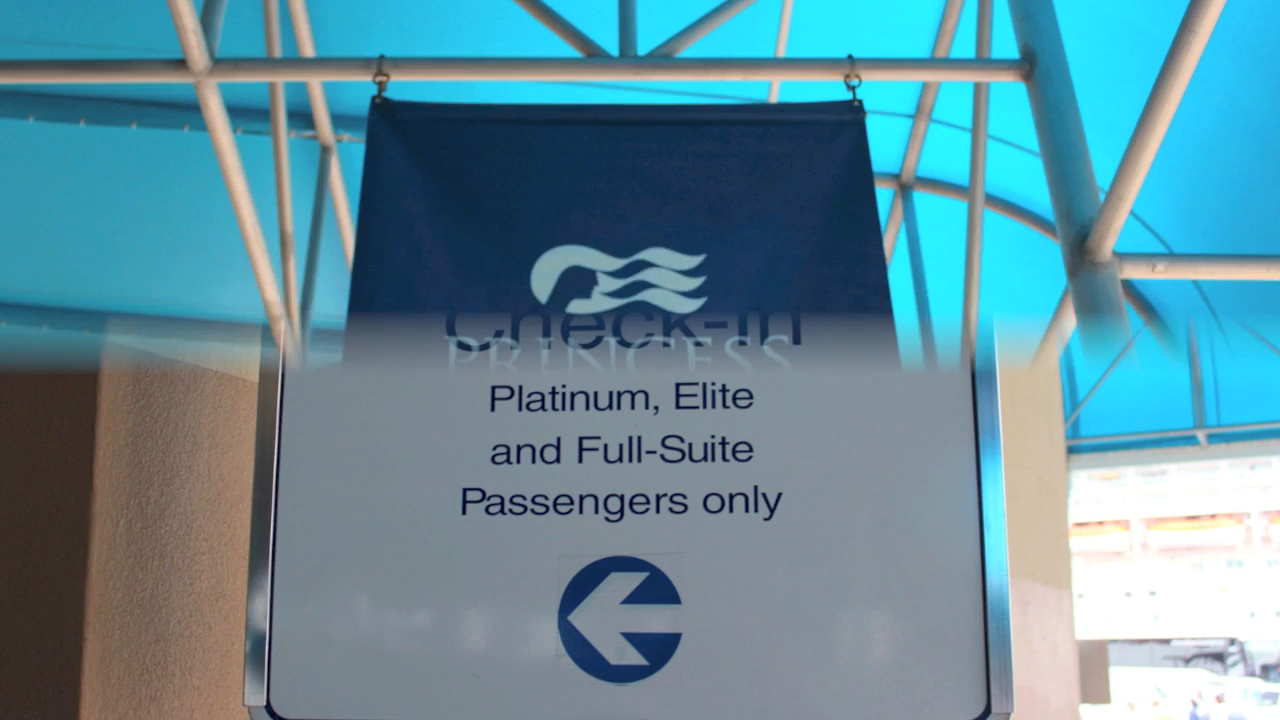 Check-in
PRINCESS
Platinum, Elite
and Full-Suite
Passengers only